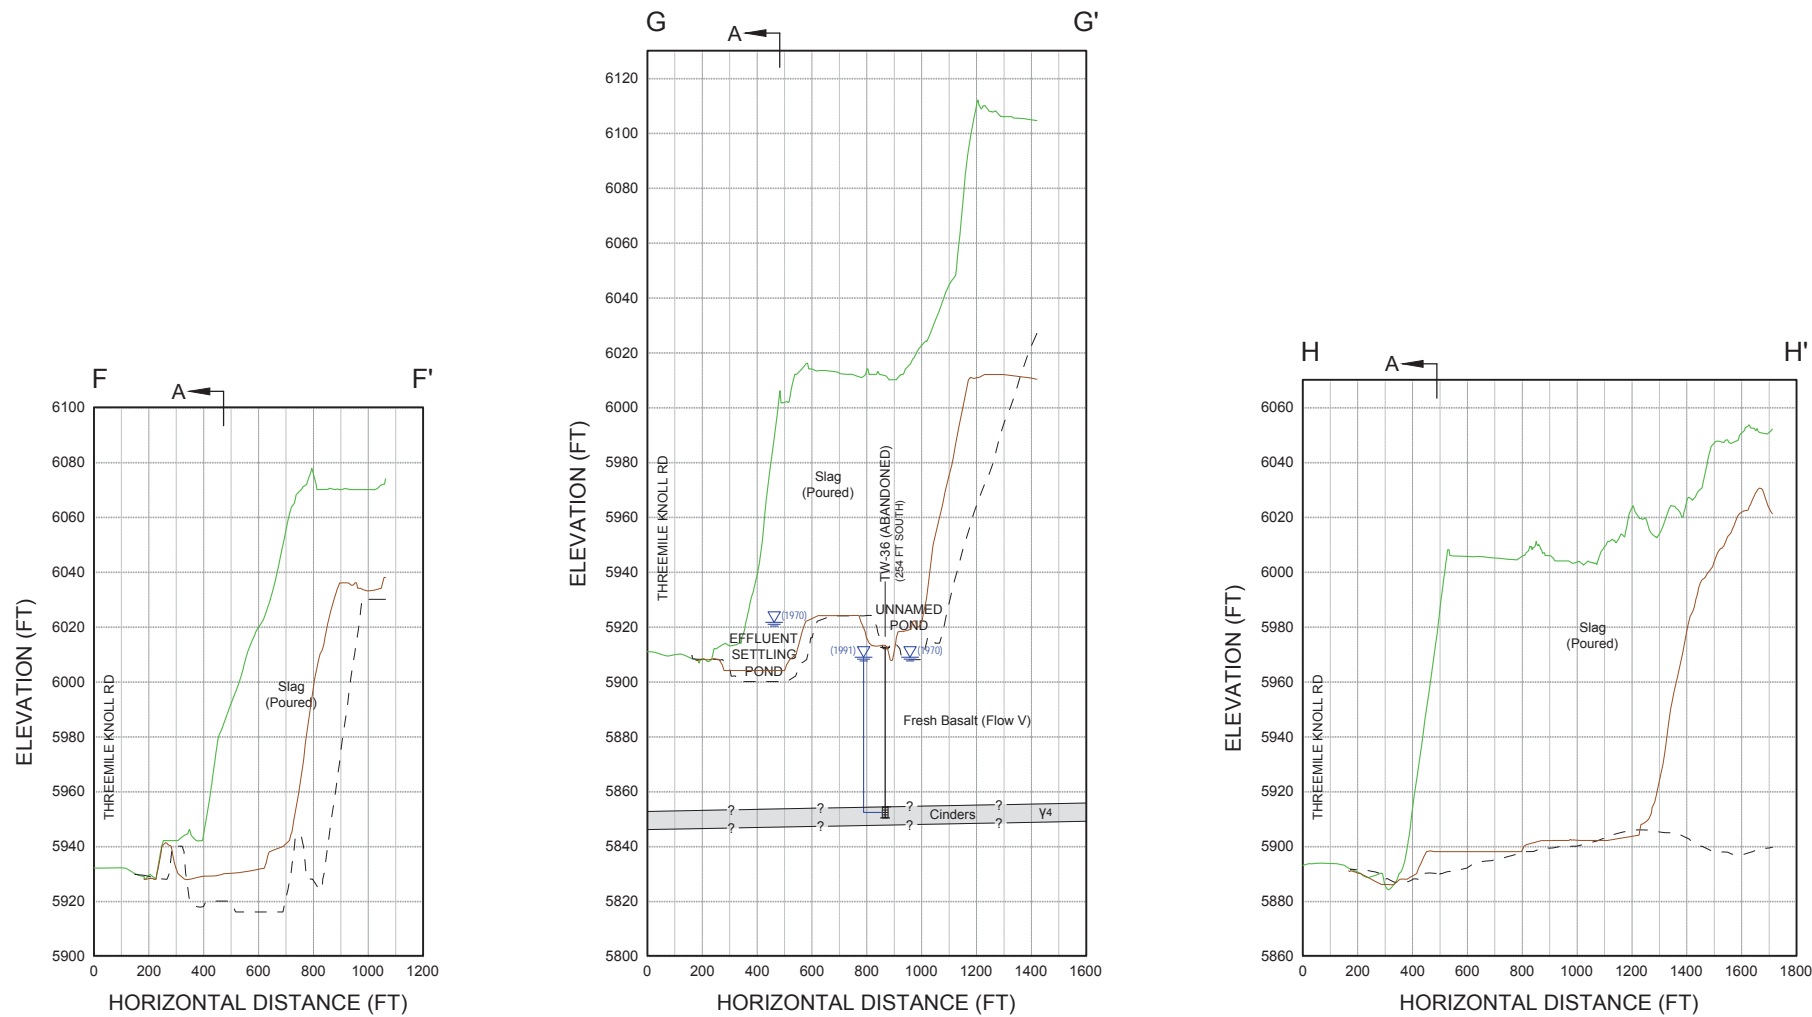 F
F'
A
6100
6080
6060
6040
6020
6000
5980
5960
5940
5920
5900
ELEVATION (FT)
THREEMILE KNOLL RD
Slag
(Poured)
0
200
400
600
800
1000
1200
HORIZONTAL DISTANCE (FT)
G
G'
A
6120
6100
6080
6060
6040
6020
6000
5980
5960
5940
5920
5900
5880
5860
5840
5820
5800
ELEVATION (FT)
THREEMILE KNOLL RD
Slag
(Poured)
TW-36 (ABANDONED)
(254 FT SOUTH)
(1970)
EFFLUENT
SETTLING
POND
UNNAMED
POND
(1991)
(1970)
Fresh Basalt (Flow V)
? ? ? ?
Cinders
γ4
? ? ? ?
0
200
400
600
800
1000
1200
1400
1600
HORIZONTAL DISTANCE (FT)
H
H'
A
6060
6040
6020
6000
5980
5960
5940
5920
5900
5880
5860
ELEVATION (FT)
THREEMILE KNOLL RD
Slag
(Poured)
0
200
400
600
800
1000
1200
1400
1600
1800
HORIZONTAL DISTANCE (FT)